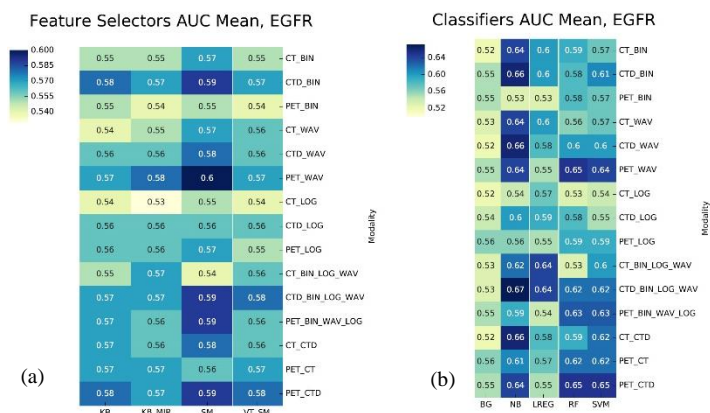 Feature Selectors AUC Mean, EGFR
0.600
0.585
0.570
0.555
0.540
0.55 0.55 0.57 0.55 CT_BIN
0.58 0.57 0.59 0.57 CTD_BIN
0.55 0.54 0.55 0.54 PET_BIN
0.54 0.55 0.57 0.56 CT_WAV
0.56 0.56 0.58 0.56 CTD_WAV
0.57 0.58 0.6 0.57 PET_WAV
0.54 0.53 0.55 0.54 CT_LOG
0.56 0.56 0.56 0.56 CTD_LOG
0.56 0.56 0.57 0.55 PET_LOG
0.55 0.57 0.54 0.56 CT_BIN_LOG_WAV
0.57 0.57 0.59 0.58 CTD_BIN_LOG_WAV
0.57 0.56 0.59 0.56 PET_BIN_WAV_LOG
0.57 0.56 0.58 0.56 CT_CTD
0.57 0.57 0.56 0.57 PET_CT
0.58 0.57 0.59 0.58 PET_CTD
Modality
KB KB_MIR SM VT_SM
(a)
Classifiers AUC Mean, EGFR
0.64
0.60
0.56
0.52
0.52 0.64 0.6 0.59 0.57 CT_BIN
0.55 0.66 0.6 0.58 0.61 CTD_BIN
0.55 0.53 0.53 0.58 0.57 PET_BIN
0.53 0.64 0.6 0.56 0.57 CT_WAV
0.52 0.66 0.58 0.6 0.6 CTD_WAV
0.55 0.64 0.55 0.65 0.64 PET_WAV
0.52 0.54 0.57 0.53 0.54 CT_LOG
0.54 0.6 0.59 0.58 0.55 CTD_LOG
0.56 0.56 0.55 0.59 0.59 PET_LOG
0.53 0.62 0.64 0.53 0.6 CT_BIN_LOG_WAV
0.53 0.67 0.64 0.62 0.62 CTD_BIN_LOG_WAV
0.55 0.59 0.54 0.63 0.63 PET_BIN_WAV_LOG
0.52 0.66 0.58 0.59 0.62 CT_CTD
0.56 0.61 0.57 0.62 0.62 PET_CT
0.55 0.64 0.55 0.65 0.65 PET_CTD
Modality
BG NB LREG RF SVM
(b)